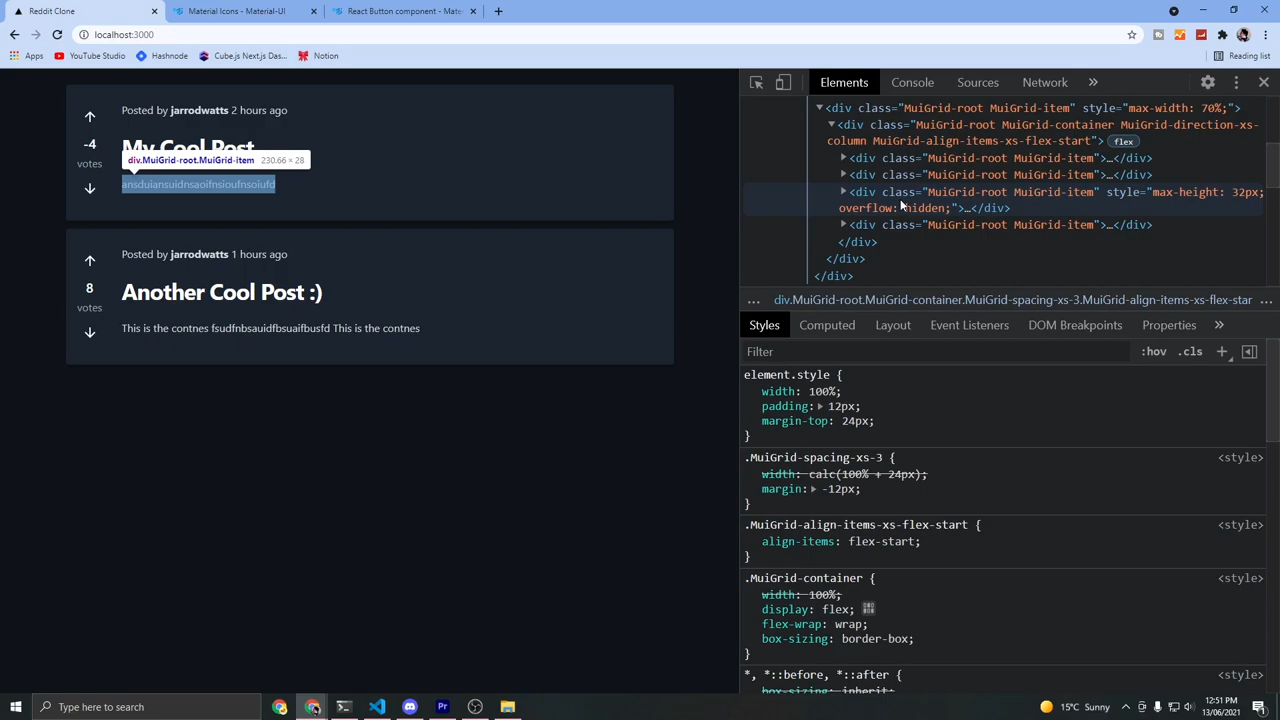 Reddit Clone
Material Icons - Material-UI
React Button component - Mate
localhost:3000
Apps
YouTube Studio
Hashnode
Cube.js Next.js Das...
Notion
Reading list
Posted by jarrodwatts 2 hours ago
-4
votes
My Cool Post
div.MuiGrid-root.MuiGrid-item 230.66 × 28
ansduiansuidnsaoifnsioufnsoiufd
Posted by jarrodwatts 1 hours ago
8
votes
Another Cool Post :)
This is the contnes fsudfnbsauidfbsuaifbusfd This is the contnes
Elements
Console
Sources
Network
<div class="MuiGrid-root MuiGrid-item" style="max-width: 70%;">
<div class="MuiGrid-root MuiGrid-container MuiGrid-direction-xs-
column MuiGrid-align-items-xs-flex-start"> flex
<div class="MuiGrid-root MuiGrid-item">…</div>
<div class="MuiGrid-root MuiGrid-item">…</div>
<div class="MuiGrid-root MuiGrid-item" style="max-height: 32px;
overflow: hidden;">…</div>
<div class="MuiGrid-root MuiGrid-item">…</div>
</div>
</div>
</div>
... div.MuiGrid-root.MuiGrid-container.MuiGrid-spacing-xs-3.MuiGrid-align-items-xs-flex-star ...
Styles
Computed
Layout
Event Listeners
DOM Breakpoints
Properties
Filter
:hov
.cls
element.style {
width: 100%;
padding: 12px;
margin-top: 24px;
}
.MuiGrid-spacing-xs-3 { <style>
width: calc(100% + 24px);
margin: -12px;
}
.MuiGrid-align-items-xs-flex-start { <style>
align-items: flex-start;
}
.MuiGrid-container { <style>
width: 100%;
display: flex;
flex-wrap: wrap;
box-sizing: border-box;
}
*, *::before, *::after { <style>
box-sizing: inherit;
Type here to search
15°C Sunny
12:51 PM
13/06/2021